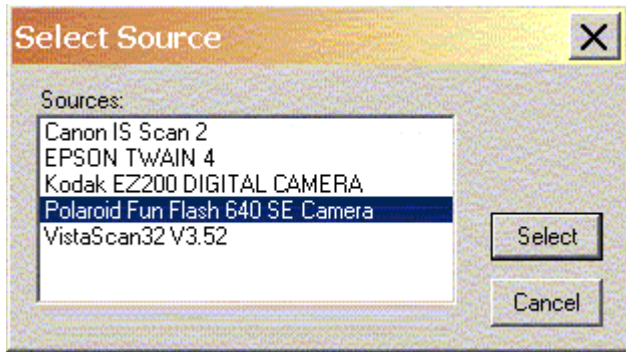 Select Source
Sources:
Canon IS Scan 2
EPSON TWAIN 4
Kodak EZ200 DIGITAL CAMERA
Polaroid Fun Flash 640 SE Camera
VistaScan32 V3.52
Select
Cancel